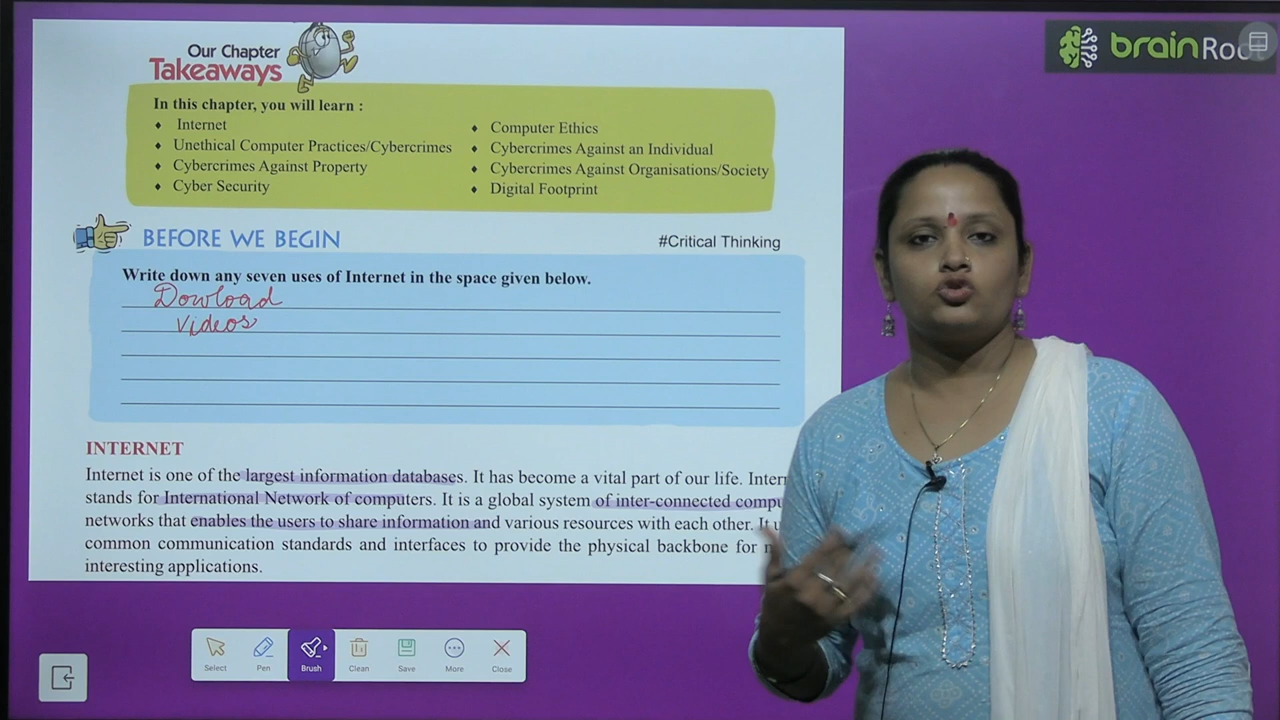 Our Chapter
Takeaways
brainRoot
In this chapter, you will learn :
♦ Internet
♦ Unethical Computer Practices/Cybercrimes
♦ Cybercrimes Against Property
♦ Cyber Security
♦ Computer Ethics
♦ Cybercrimes Against an Individual
♦ Cybercrimes Against Organisations/Society
♦ Digital Footprint
BEFORE WE BEGIN
#Critical Thinking
Write down any seven uses of Internet in the space given below.
Dowload
Videos
INTERNET
Internet is one of the largest information databases. It has become a vital part of our life.
stands for International Network of computers. It is a global system of inter-connected
networks that enables the users to share information and various resources with each other. It
common communication standards and interfaces to provide the physical backbone for
interesting applications.
Select Pen Brush Clean Save More Close